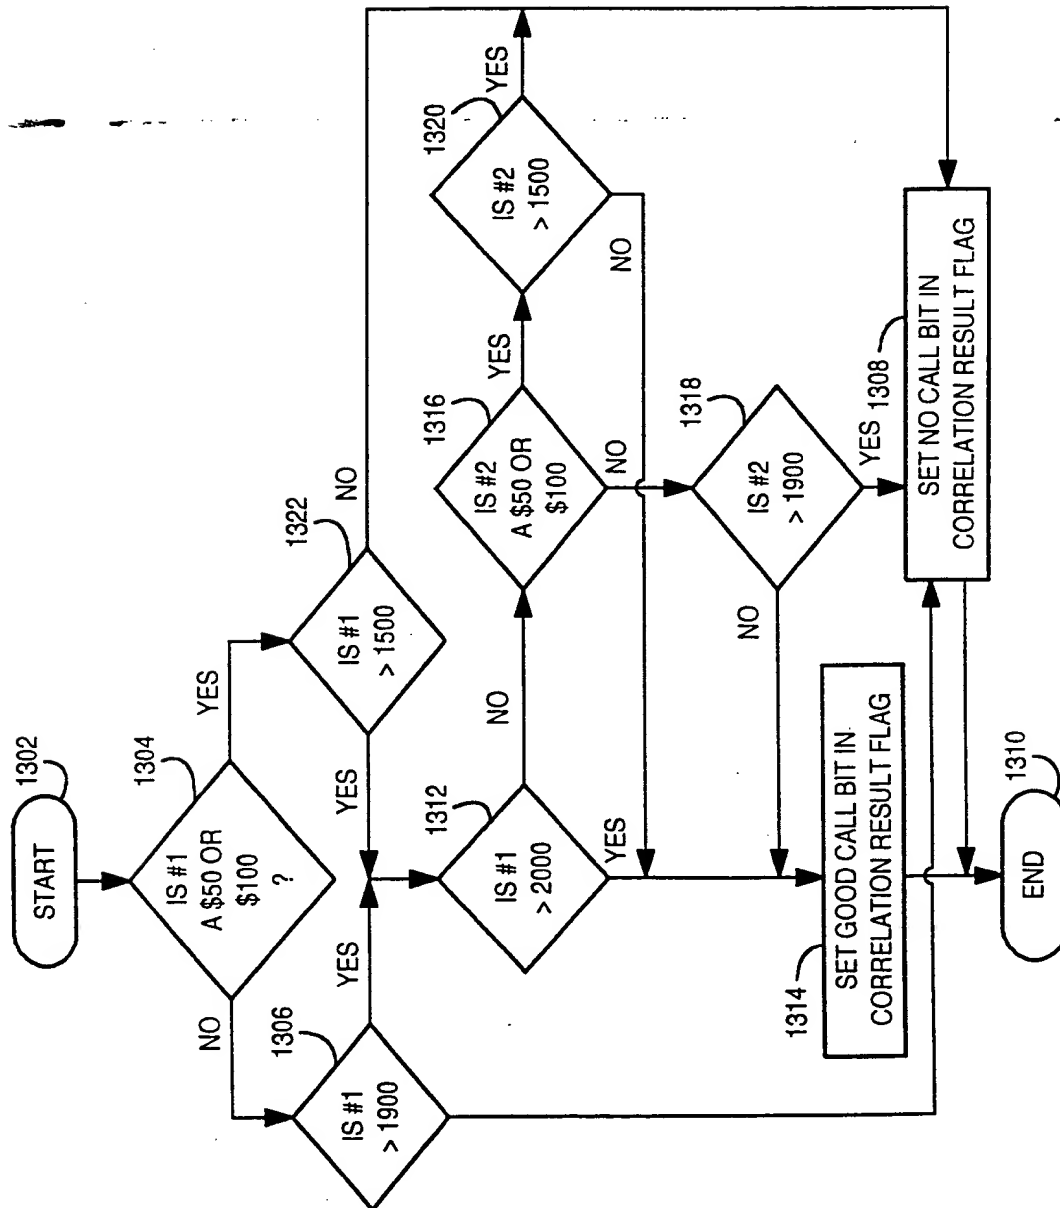 START
1302
IS #1
A $50 OR
$100
?
1304
NO
YES
IS #1
> 1900
1306
YES
IS #1
> 1500
1322
YES
NO
IS #1
> 2000
1312
NO
YES
IS #2
A $50 OR
$100
1316
YES
NO
IS #2
> 1500
1320
YES
NO
IS #2
> 1900
1318
NO
YES
SET GOOD CALL BIT IN
CORRELATION RESULT FLAG
1314
SET NO CALL BIT IN
CORRELATION RESULT FLAG
1308
END
1310